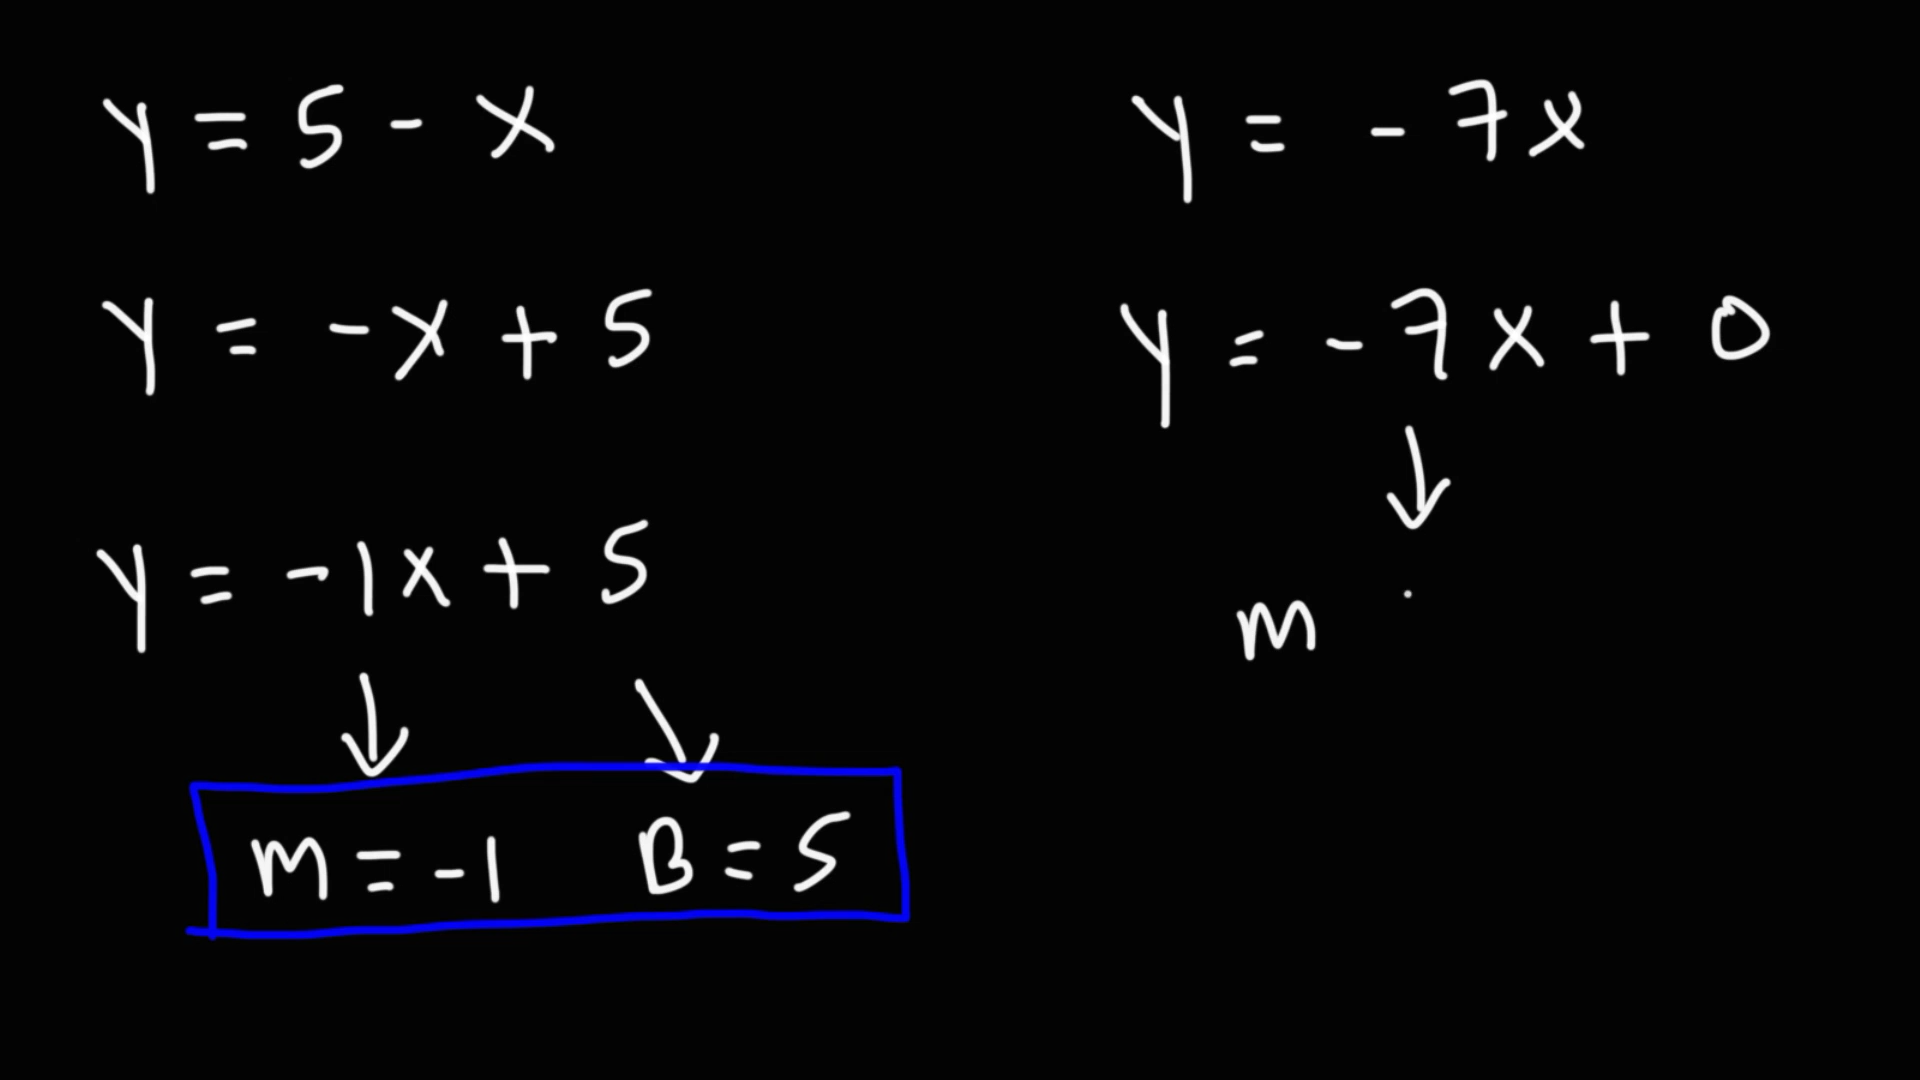 y = 5 - x
y = -x + 5
y = -1x + 5
m = -1 B = 5
y = -7x
y = -7x + 0
m